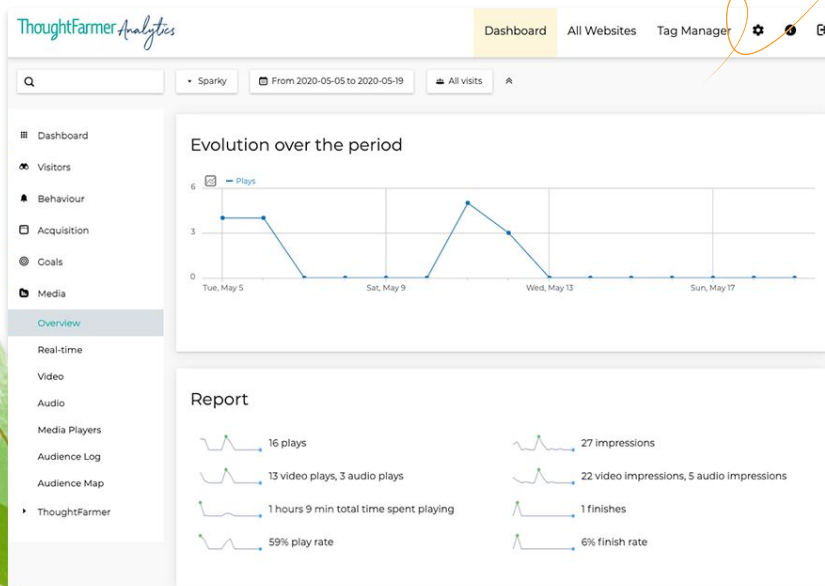 ThoughtFarmer Analytics
Dashboard
All Websites
Tag Manager
Sparky
From 2020-05-05 to 2020-05-19
All visits
Dashboard
Visitors
Behaviour
Acquisition
Goals
Media
Overview
Real-time
Video
Audio
Media Players
Audience Log
Audience Map
ThoughtFarmer
Evolution over the period
Plays
6
3
0
Tue, May 5
Sat, May 9
Wed, May 13
Sun, May 17
Report
16 plays
27 impressions
13 video plays, 3 audio plays
22 video impressions, 5 audio impressions
1 hours 9 min total time spent playing
1 finishes
59% play rate
6% finish rate